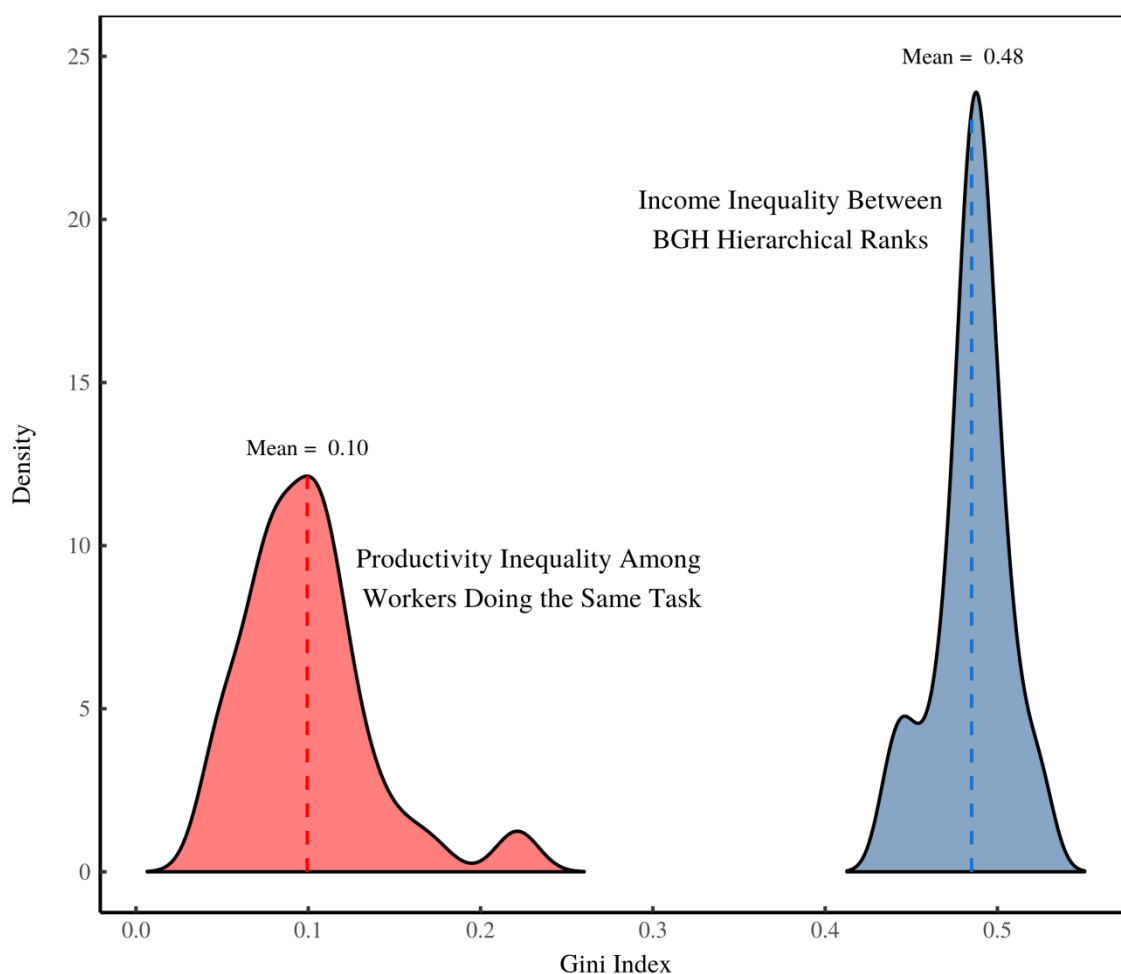 25
Mean = 0.48
Income Inequality Between
BGH Hierarchical Ranks
20
15
Mean = 0.10
Density
10
Productivity Inequality Among
Workers Doing the Same Task
5
0
0.0 0.1 0.2 0.3 0.4 0.5
Gini Index